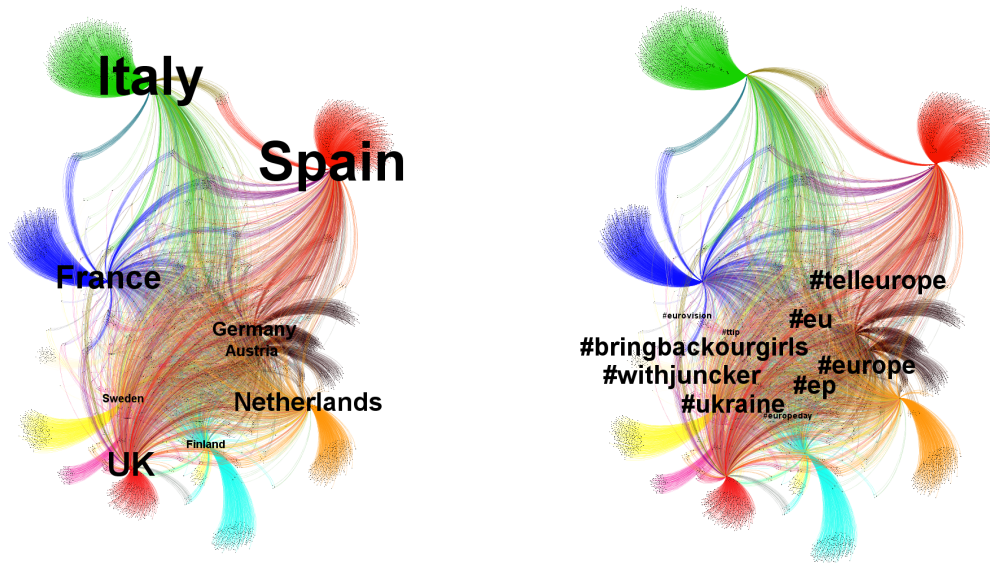 Italy
Spain
France
Germany
Austria
Sweden
Netherlands
Finland
UK
#telleurope
#eurovision
#eu
#ttip
#bringbackourgirls
#europe
#withjuncker
#ep
#ukraine
#europeday